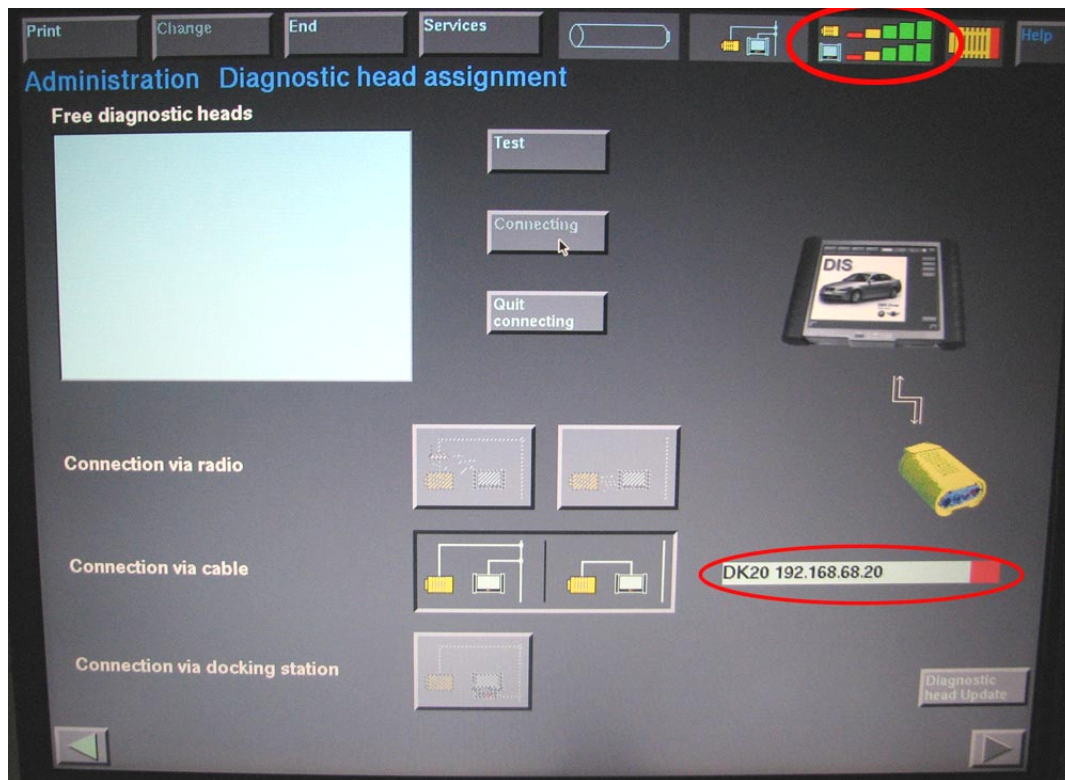 Print
Change
End
Services
Help
Administration Diagnostic head assignment
Free diagnostic heads
Test
Connecting
Quit
connecting
DIS
Connection via radio
Connection via cable
DK20 192.168.68.20
Connection via docking station
Diagnostic
head Update